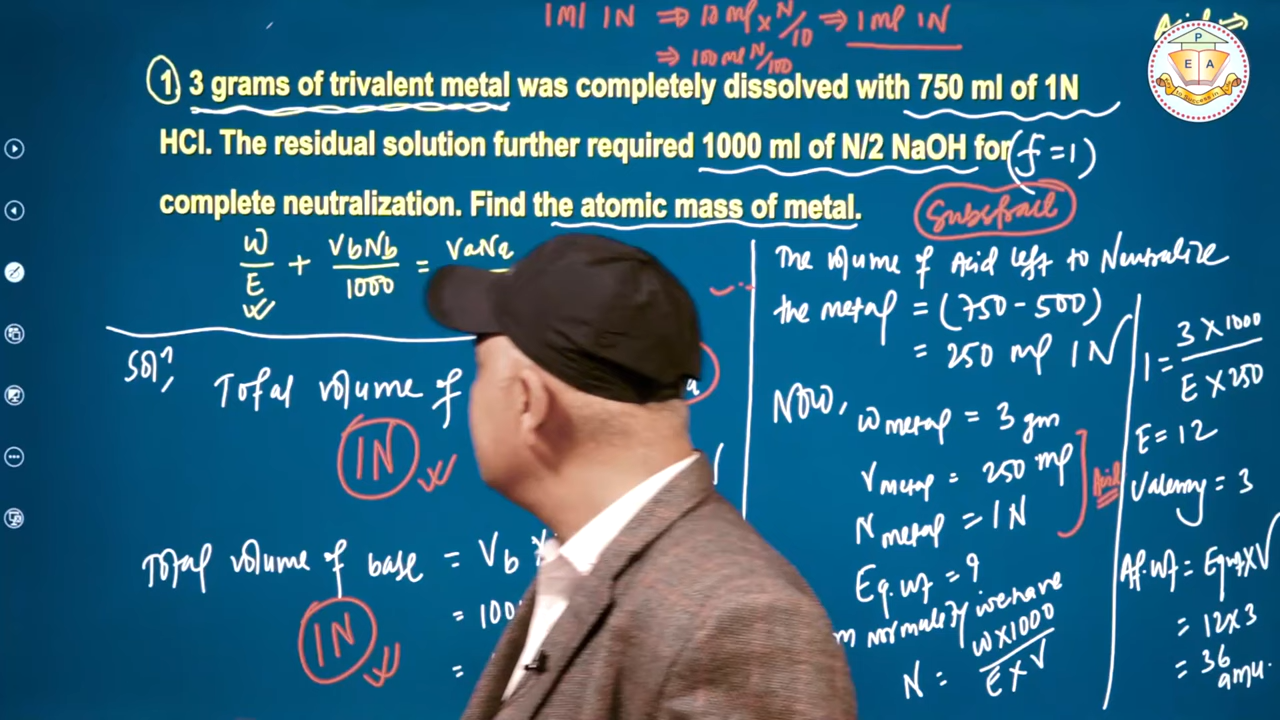 1 Ml 1N ⇒ 10 ml × N/10 ⇒ 1 ml 1N
⇒ 100 ml N/100
Acid ⇒
P
E A
1. 3 grams of trivalent metal was completely dissolved with 750 ml of 1N
HCl. The residual solution further required 1000 ml of N/2 NaOH for (f = 1)
complete neutralization. Find the atomic mass of metal.
Substract
W/E + VbNb/1000 = VaNa
Solⁿ,
Total volume of
a
1N
Total volume of base = Vb ×
= 100
1N
=
The volume of Acid left to Neutralize
the metal = (750 - 500)
= 250 ml 1N
Now, W metal = 3 gm
V metal = 250 ml
N metal = 1N
Acid
Eq. wt = ?
normality we have
N = W×1000/E×V
1 = 3×1000/E×250
E = 12
Valency = 3
At. wt = Eq wt × V
= 12×3
= 36 amu.